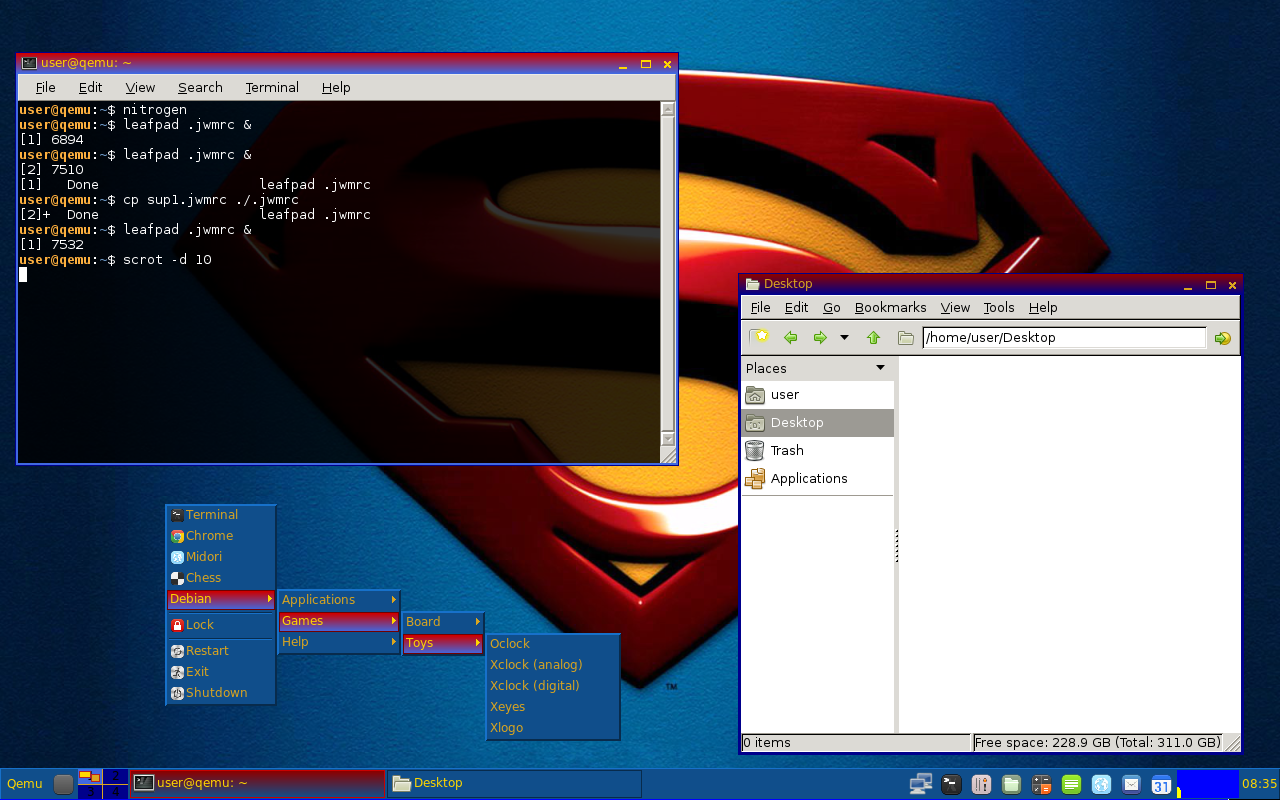 user@qemu: ~
File Edit View Search Terminal Help
user@qemu:~$ nitrogen
user@qemu:~$ leafpad .jwmrc &
[1] 6894
user@qemu:~$ leafpad .jwmrc &
[2] 7510
[1]   Done                    leafpad .jwmrc
user@qemu:~$ cp sup1.jwmrc ./.jwmrc
[2]+  Done                    leafpad .jwmrc
user@qemu:~$ leafpad .jwmrc &
[1] 7532
user@qemu:~$ scrot -d 10
Desktop
File Edit Go Bookmarks View Tools Help
/home/user/Desktop
Places
user
Desktop
Trash
Applications
0 items
Free space: 228.9 GB (Total: 311.0 GB)
Terminal
Chrome
Midori
Chess
Debian
Lock
Restart
Exit
Shutdown
Applications
Games
Help
Board
Toys
Oclock
Xclock (analog)
Xclock (digital)
Xeyes
Xlogo
TM
Qemu
2
3
4
user@qemu: ~
Desktop
31
08:35